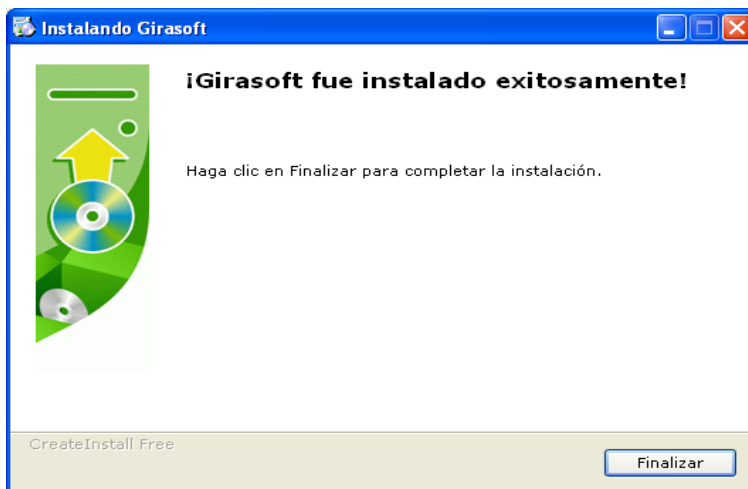 Instalando Girasoft
¡Girasoft fue instalado exitosamente!
Haga clic en Finalizar para completar la instalación.
CreateInstall Free
Finalizar